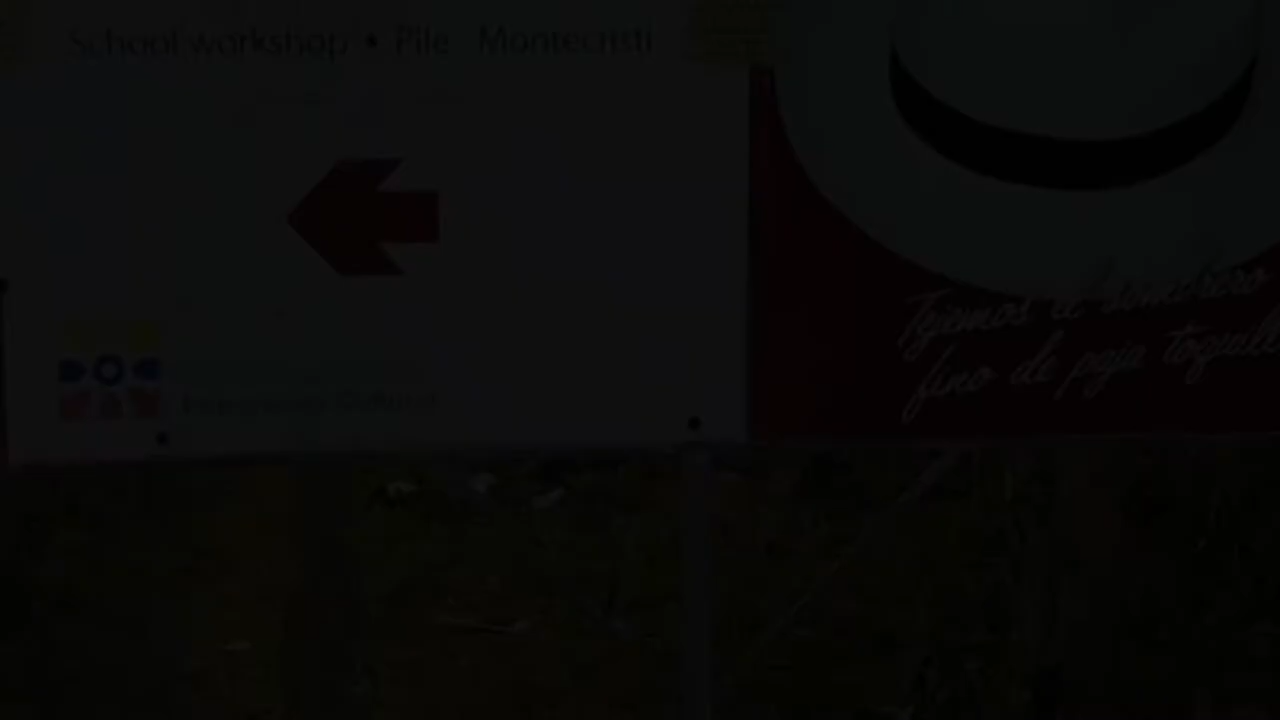 School workshop • Pile Montecristi
Tejemos el sombrero
fino de paja toquilla